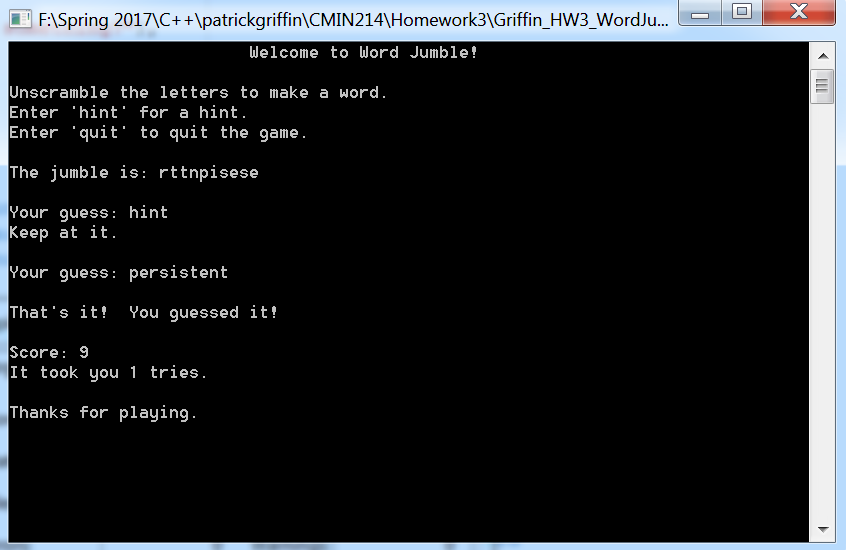 F:\Spring 2017\C++\patrickgriffin\CMIN214\Homework3\Griffin_HW3_WordJu...
Welcome to Word Jumble!
Unscramble the letters to make a word.
Enter 'hint' for a hint.
Enter 'quit' to quit the game.
The jumble is: rttnpisese
Your guess: hint
Keep at it.
Your guess: persistent
That's it!  You guessed it!
Score: 9
It took you 1 tries.
Thanks for playing.